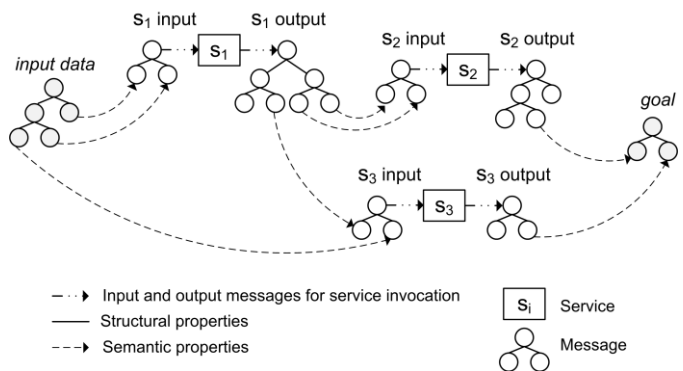 s1 input
s1 output
s2 input
s2 output
input data
s1
s2
goal
s3 input
s3 output
s3
Input and output messages for service invocation
Structural properties
Semantic properties
si
Service
Message